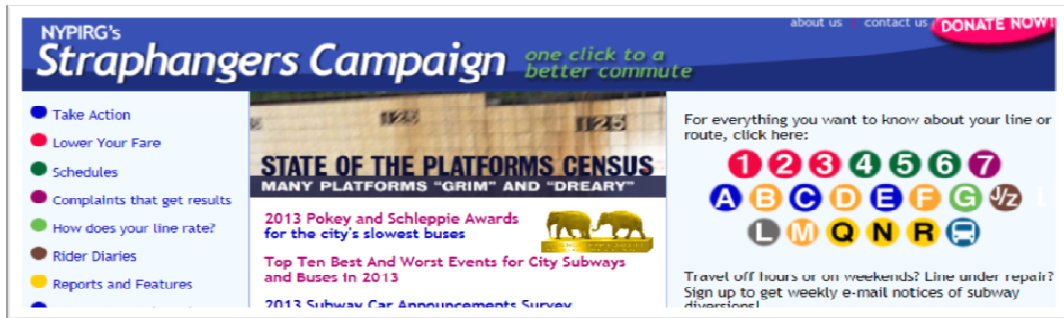 NYPIRG's
Straphangers Campaign
one click to a
better commute
about us | contact us
DONATE NOW!
Take Action
Lower Your Fare
Schedules
Complaints that get results
How does your line rate?
Rider Diaries
Reports and Features
1125
STATE OF THE PLATFORMS CENSUS
MANY PLATFORMS "GRIM" AND "DREARY"
2013 Pokey and Schleppie Awards
for the city's slowest buses
Top Ten Best And Worst Events for City Subways
and Buses in 2013
2013 Subway Car Announcements Survey
For everything you want to know about your line or
route, click here:
1 2 3 4 5 6 7
A B C D E F G J/Z L
L M Q N R
Travel off hours or on weekends? Line under repair?
Sign up to get weekly e-mail notices of subway
diversions!